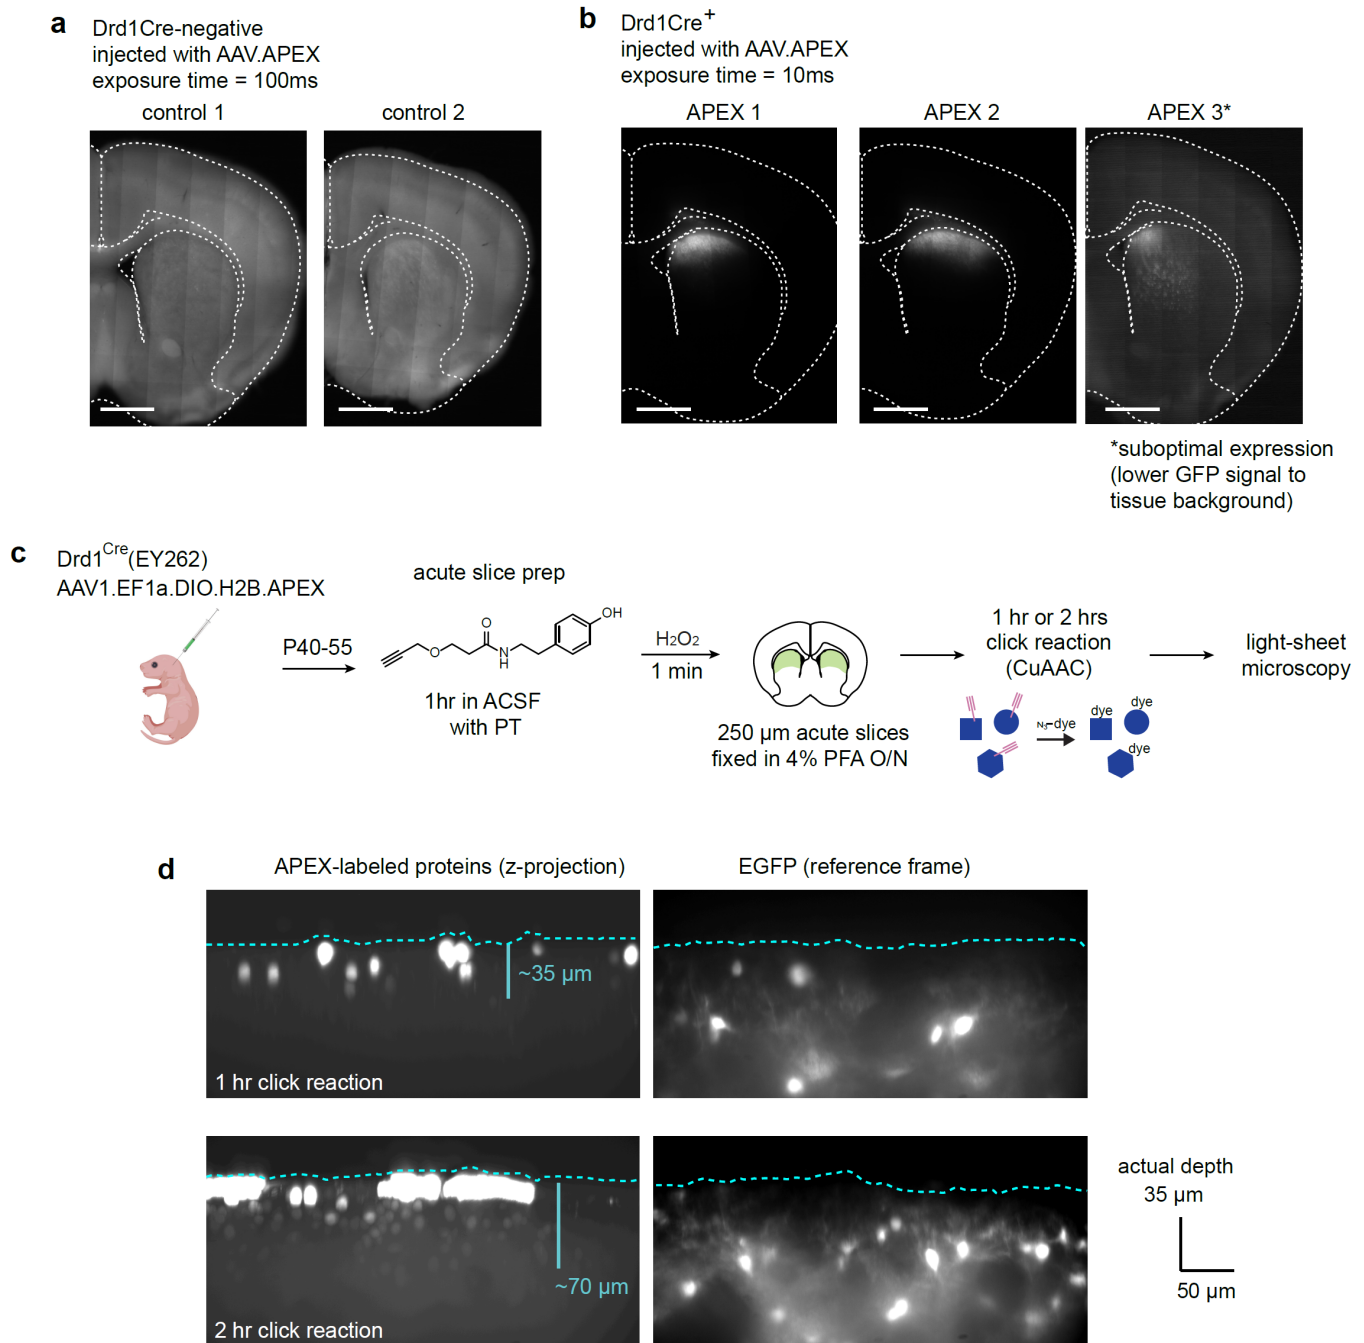 a
Drd1Cre-negative
injected with AAV.APEX
exposure time = 100ms
control 1
control 2
b
Drd1Cre+
injected with AAV.APEX
exposure time = 10ms
APEX 1
APEX 2
APEX 3*
*suboptimal expression
(lower GFP signal to
tissue background)
c
Drd1Cre(EY262)
AAV1.EF1a.DIO.H2B.APEX
P40-55
acute slice prep
O
O
N
H
OH
1hr in ACSF
with PT
H2O2
1 min
250 µm acute slices
fixed in 4% PFA O/N
1 hr or 2 hrs
click reaction
(CuAAC)
N3-dye
dye
dye
dye
light-sheet
microscopy
d
APEX-labeled proteins (z-projection)
EGFP (reference frame)
~35 µm
1 hr click reaction
~70 µm
2 hr click reaction
actual depth
35 µm
50 µm